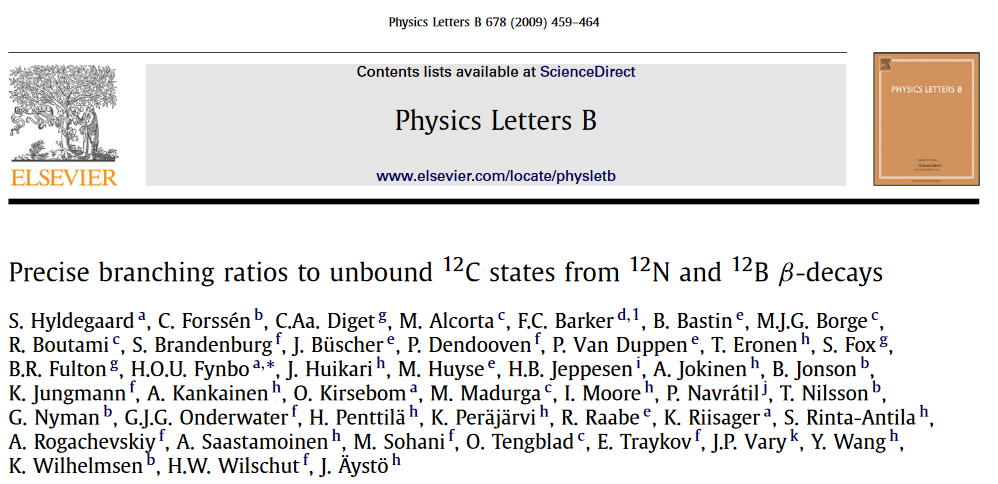 Physics Letters B 678 (2009) 459–464
Contents lists available at ScienceDirect
Physics Letters B
www.elsevier.com/locate/physletb
ELSEVIER
PHYSICS LETTERS B
Precise branching ratios to unbound ¹²C states from ¹²N and ¹²B β-decays
S. Hyldegaard ᵃ, C. Forssén ᵇ, C.Aa. Diget ᵍ, M. Alcorta ᶜ, F.C. Barker ᵈ,¹, B. Bastin ᵉ, M.J.G. Borge ᶜ,
R. Boutami ᶜ, S. Brandenburg ᶠ, J. Büscher ᵉ, P. Dendooven ᶠ, P. Van Duppen ᵉ, T. Eronen ʰ, S. Fox ᵍ,
B.R. Fulton ᵍ, H.O.U. Fynbo ᵃ,*, J. Huikari ʰ, M. Huyse ᵉ, H.B. Jeppesen ⁱ, A. Jokinen ʰ, B. Jonson ᵇ,
K. Jungmann ᶠ, A. Kankainen ʰ, O. Kirsebom ᵃ, M. Madurga ᶜ, I. Moore ʰ, P. Navrátil ʲ, T. Nilsson ᵇ,
G. Nyman ᵇ, G.J.G. Onderwater ᶠ, H. Penttilä ʰ, K. Peräjärvi ʰ, R. Raabe ᵉ, K. Riisager ᵃ, S. Rinta-Antila ʰ,
A. Rogachevskiy ᶠ, A. Saastamoinen ʰ, M. Sohani ᶠ, O. Tengblad ᶜ, E. Traykov ᶠ, J.P. Vary ᵏ, Y. Wang ʰ,
K. Wilhelmsen ᵇ, H.W. Wilschut ᶠ, J. Äystö ʰ